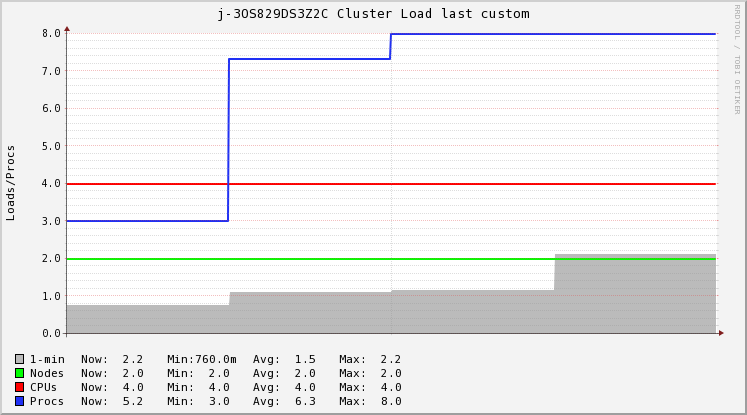 j-3OS829DS3Z2C Cluster Load last custom
RRDTOOL / TOBI OETIKER
Loads/Procs
8.0
7.0
6.0
5.0
4.0
3.0
2.0
1.0
0.0
1-min Now: 2.2 Min:760.0m Avg: 1.5 Max: 2.2
Nodes Now: 2.0 Min: 2.0 Avg: 2.0 Max: 2.0
CPUs Now: 4.0 Min: 4.0 Avg: 4.0 Max: 4.0
Procs Now: 5.2 Min: 3.0 Avg: 6.3 Max: 8.0